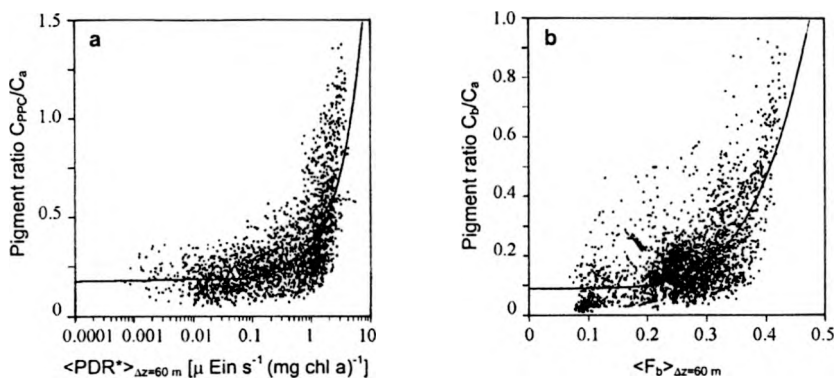 a
1.5
1.0
0.5
0
Pigment ratio C_PPC/C_a
0.0001 0.001 0.01 0.1 1 10
<PDR*>_Δz=60 m [μ Ein s⁻¹ (mg chl a)⁻¹]
b
1.0
0.8
0.6
0.4
0.2
0.1
0
Pigment ratio C_b/C_a
0 0.1 0.2 0.3 0.4 0.5
<F_b>_Δz=60 m